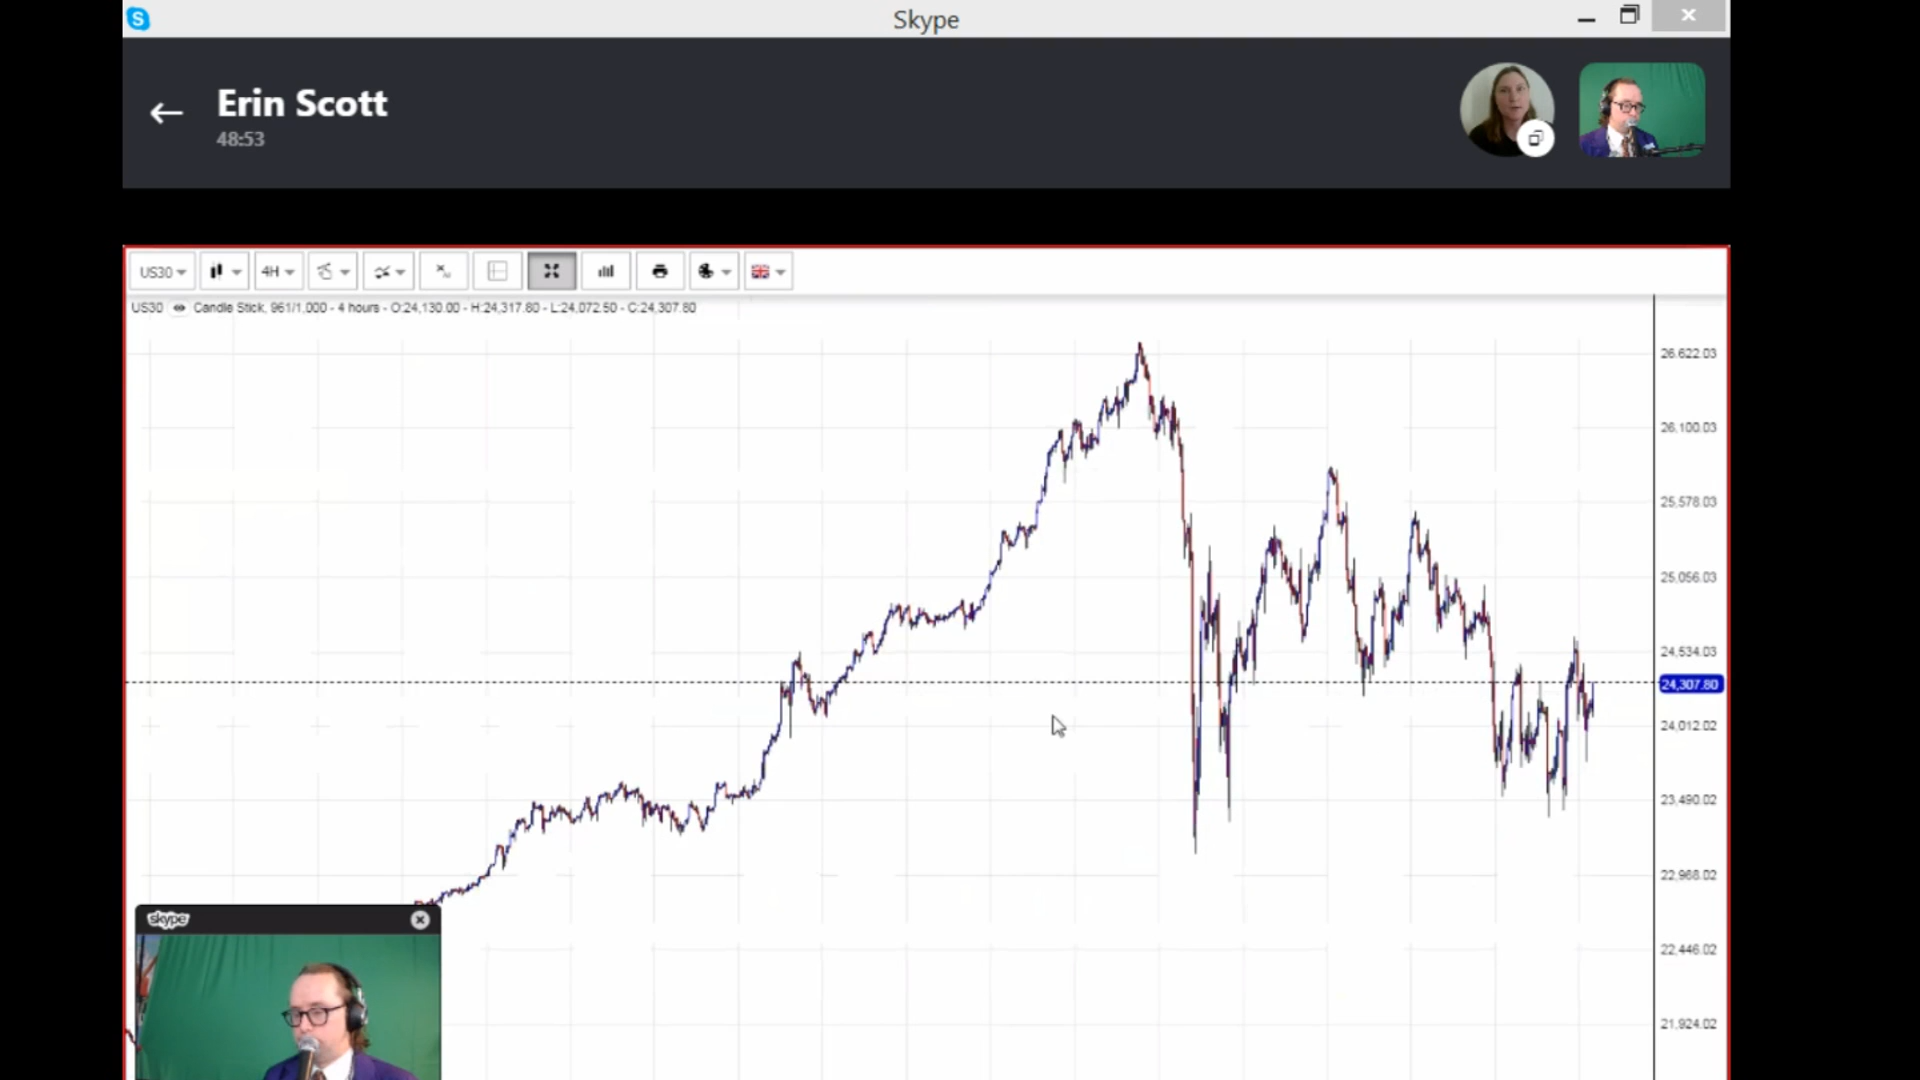 Skype
Erin Scott
48:53
US30
4H
US30 Candle Stick, 961/1,000 - 4 hours - O:24,130.00 - H:24,317.80 - L:24,072.50 - C:24,307.80
26,622.03
26,100.03
25,578.03
25,056.03
24,534.03
24,307.80
24,012.02
23,490.02
22,968.02
22,446.02
21,924.02
skype